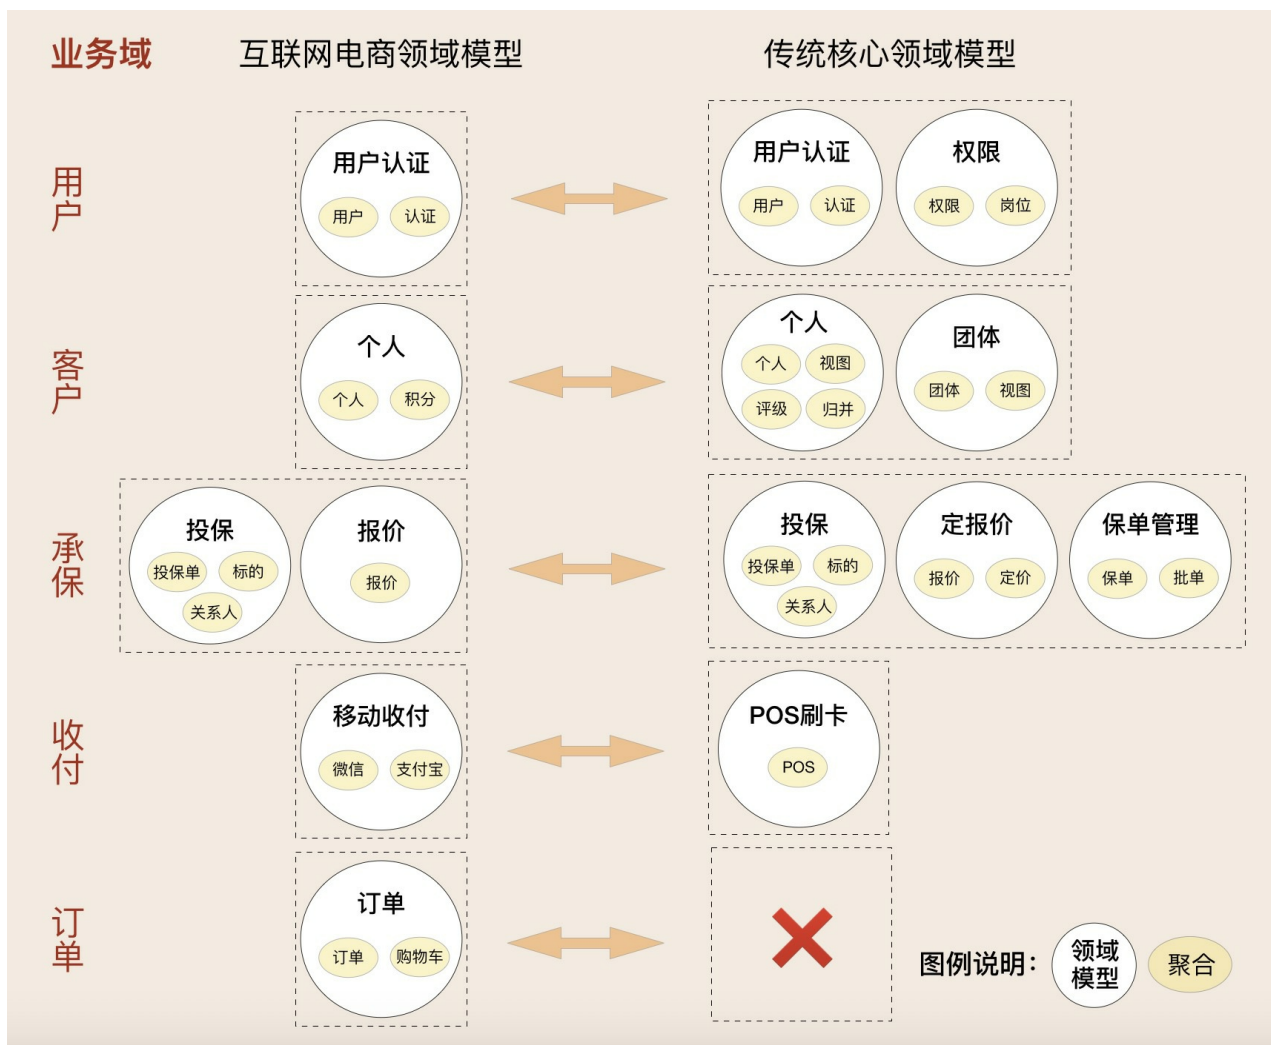 业务域 互联网电商领域模型 传统核心领域模型
用户
用户认证
用户 认证
用户认证
用户 认证
权限
权限 岗位
客户
个人
个人 积分
个人
个人 视图
评级 归并
团体
团体 视图
承保
投保
投保单 标的
关系人
报价
报价
投保
投保单 标的
关系人
定报价
报价 定价
保单管理
保单 批单
收付
移动收付
微信 支付宝
POS刷卡
POS
订单
订单
订单 购物车
图例说明：
领域
模型
聚合